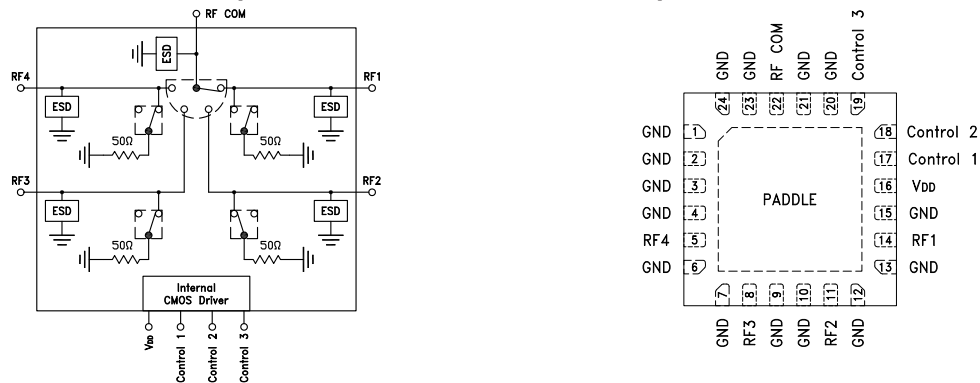 RF COM
ESD
RF4
RF1
ESD
ESD
50Ω
50Ω
RF3
RF2
ESD
ESD
50Ω
50Ω
Internal
CMOS Driver
VDD
Control 1
Control 2
Control 3
GND
GND
RF COM
GND
GND
Control 3
24
23
22
21
20
19
GND 1
GND 2
GND 3
GND 4
RF4 5
GND 6
18 Control 2
17 Control 1
16 VDD
15 GND
14 RF1
13 GND
PADDLE
7
8
9
10
11
12
GND
RF3
GND
GND
RF2
GND